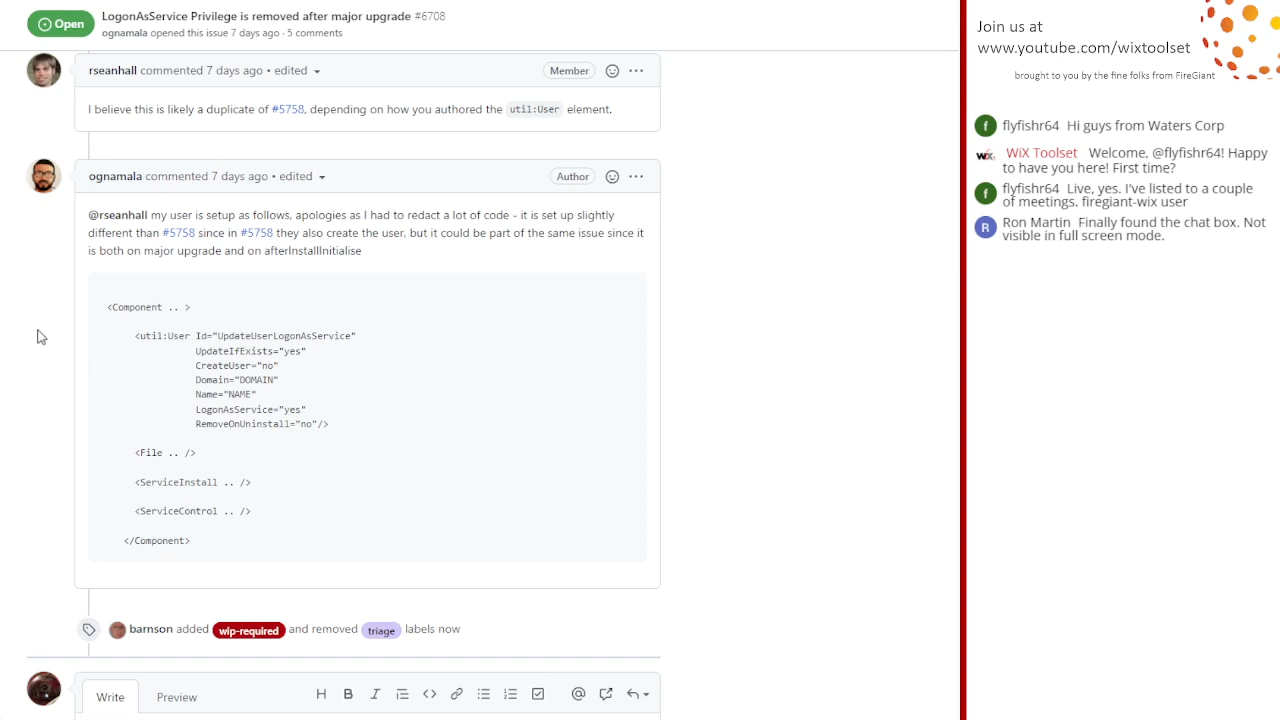 Open
LogonAsService Privilege is removed after major upgrade #6708
ognamala opened this issue 7 days ago · 5 comments
rseanhall commented 7 days ago • edited
Member
I believe this is likely a duplicate of #5758, depending on how you authored the util:User element.
ognamala commented 7 days ago • edited
Author
@rseanhall my user is setup as follows, apologies as I had to redact a lot of code - it is set up slightly
different than #5758 since in #5758 they also create the user, but it could be part of the same issue since it
is both on major upgrade and on afterInstallInitialise
<Component .. >
<util:User Id="UpdateUserLogonAsService"
UpdateIfExists="yes"
CreateUser="no"
Domain="DOMAIN"
Name="NAME"
LogonAsService="yes"
RemoveOnUninstall="no"/>
<File .. />
<ServiceInstall .. />
<ServiceControl .. />
</Component>
barnson added wip-required and removed triage labels now
Write
Preview
Join us at
www.youtube.com/wixtoolset
brought to you by the fine folks from FireGiant
f flyfishr64 Hi guys from Waters Corp
WiX WiX Toolset Welcome, @flyfishr64! Happy
to have you here! First time?
f flyfishr64 Live, yes. I've listed to a couple
of meetings. firegiant-wix user
R Ron Martin Finally found the chat box. Not
visible in full screen mode.